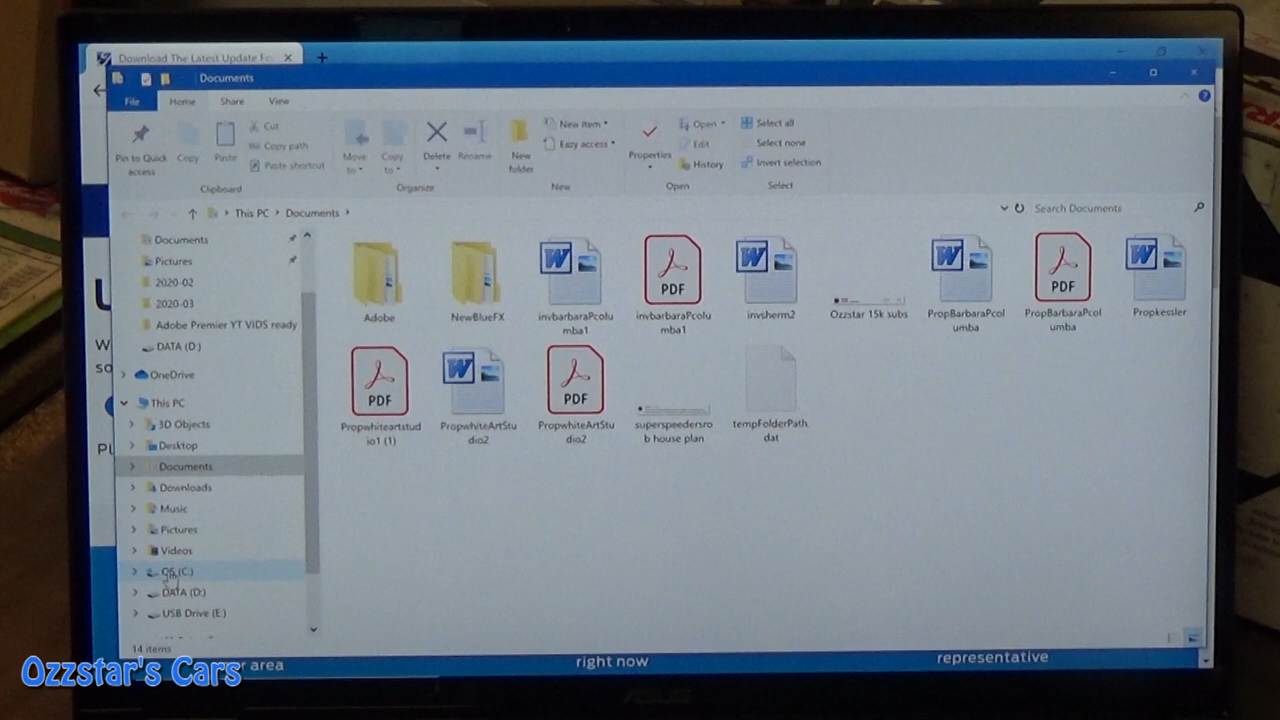 Download The Latest Update Fo
Documents
File Home Share View
Pin to Quick access
Copy
Paste
Cut
Copy path
Paste shortcut
Clipboard
Move to
Copy to
Delete
Rename
Organize
New folder
New item
Easy access
New
Properties
Open
Edit
History
Open
Select all
Select none
Invert selection
Select
This PC > Documents >
Search Documents
Documents
Pictures
2020-02
2020-03
Adobe Premier YT VIDS ready
DATA (D:)
OneDrive
This PC
3D Objects
Desktop
Documents
Downloads
Music
Pictures
Videos
OS (C:)
DATA (D:)
USB Drive (E:)
Adobe
NewBlueFX
invbarbaraPcolu
mba1
PDF
invbarbaraPcolu
mba1
invsherm2
Ozzstar 15k subs
PropBarbaraPcol
umba
PDF
PropBarbaraPcol
umba
Propkessler
PDF
Propwhiteartstud
io1 (1)
PropwhiteArtStu
dio2
PDF
PropwhiteArtStu
dio2
superspeedersro
b house plan
tempFolderPath.
dat
14 items
r area
right now
representative
ASUS
Ozzstar's Cars